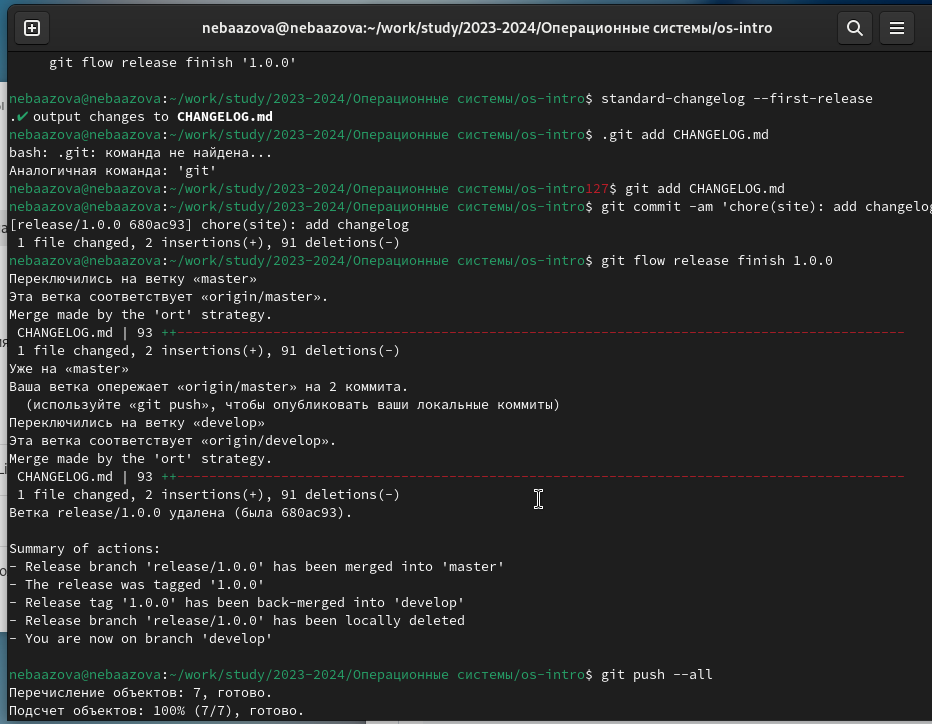 nebaazova@nebaazova:~/work/study/2023-2024/Операционные системы/os-intro
git flow release finish '1.0.0'
nebaazova@nebaazova:~/work/study/2023-2024/Операционные системы/os-intro$ standard-changelog --first-release
.✔ output changes to CHANGELOG.md
nebaazova@nebaazova:~/work/study/2023-2024/Операционные системы/os-intro$ .git add CHANGELOG.md
bash: .git: команда не найдена...
Аналогичная команда: 'git'
nebaazova@nebaazova:~/work/study/2023-2024/Операционные системы/os-intro127$ git add CHANGELOG.md
nebaazova@nebaazova:~/work/study/2023-2024/Операционные системы/os-intro$ git commit -am 'chore(site): add changelog
[release/1.0.0 680ac93] chore(site): add changelog
1 file changed, 2 insertions(+), 91 deletions(-)
nebaazova@nebaazova:~/work/study/2023-2024/Операционные системы/os-intro$ git flow release finish 1.0.0
Переключились на ветку «master»
Эта ветка соответствует «origin/master».
Merge made by the 'ort' strategy.
CHANGELOG.md | 93 ++-------------------------------------------------------------------------------------------
1 file changed, 2 insertions(+), 91 deletions(-)
Уже на «master»
Ваша ветка опережает «origin/master» на 2 коммита.
(используйте «git push», чтобы опубликовать ваши локальные коммиты)
Переключились на ветку «develop»
Эта ветка соответствует «origin/develop».
Merge made by the 'ort' strategy.
CHANGELOG.md | 93 ++-------------------------------------------------------------------------------------------
1 file changed, 2 insertions(+), 91 deletions(-)
Ветка release/1.0.0 удалена (была 680ac93).
Summary of actions:
- Release branch 'release/1.0.0' has been merged into 'master'
- The release was tagged '1.0.0'
- Release tag '1.0.0' has been back-merged into 'develop'
- Release branch 'release/1.0.0' has been locally deleted
- You are now on branch 'develop'
nebaazova@nebaazova:~/work/study/2023-2024/Операционные системы/os-intro$ git push --all
Перечисление объектов: 7, готово.
Подсчет объектов: 100% (7/7), готово.